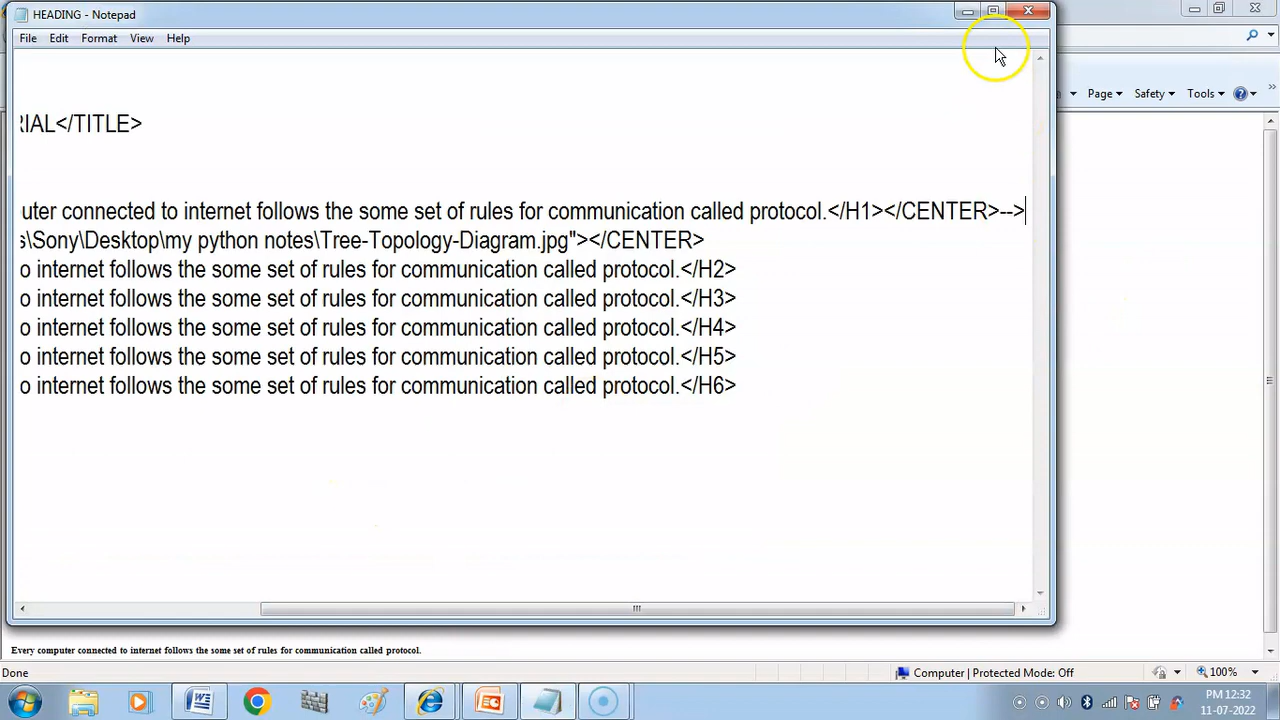 HEADING - Notepad
File Edit Format View Help
RIAL</TITLE>
uter connected to internet follows the some set of rules for communication called protocol.</H1></CENTER>-->
s\Sony\Desktop\my python notes\Tree-Topology-Diagram.jpg"></CENTER>
o internet follows the some set of rules for communication called protocol.</H2>
o internet follows the some set of rules for communication called protocol.</H3>
o internet follows the some set of rules for communication called protocol.</H4>
o internet follows the some set of rules for communication called protocol.</H5>
o internet follows the some set of rules for communication called protocol.</H6>
Page Safety Tools
Every computer connected to internet follows the some set of rules for communication called protocol.
Done Computer | Protected Mode: Off 100%
PM 12:32
11-07-2022